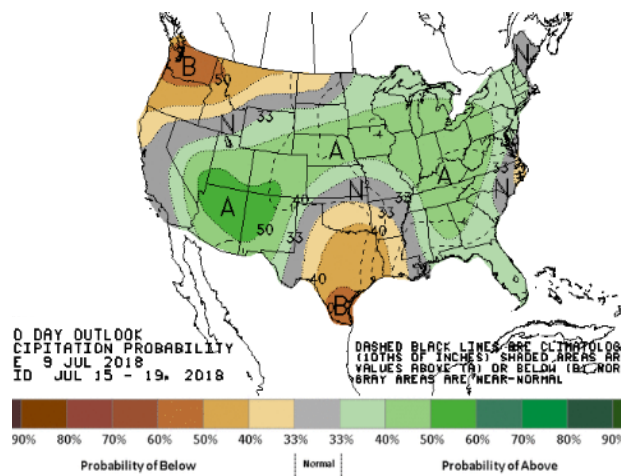 B
50
N
33
N
A
A
33
N
A
50
40
N
33
40
33
40
B
0 DAY OUTLOOK
CIPITATION PROBABILITY
E 9 JUL 2018
ID JUL 15 - 19, 2018
DASHED BLACK LINES ARE CLIMATOLOG
(10THS OF INCHES) SHADED AREAS AR
VALUES ABOVE (A) OR BELOW (B) NOR
GRAY AREAS ARE NEAR-NORMAL
90% 80% 70% 60% 50% 40% 33% 33% 40% 50% 60% 70% 80% 90%
Probability of Below Normal Probability of Above